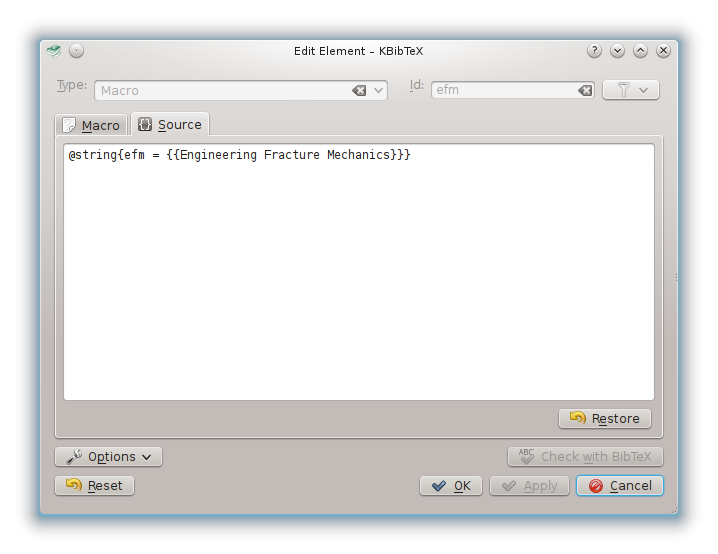 Edit Element – KBibTeX
Type: Macro Id: efm
Macro Source
@string{efm = {{Engineering Fracture Mechanics}}}
Restore
Options ABC Check with BibTeX
Reset OK Apply Cancel